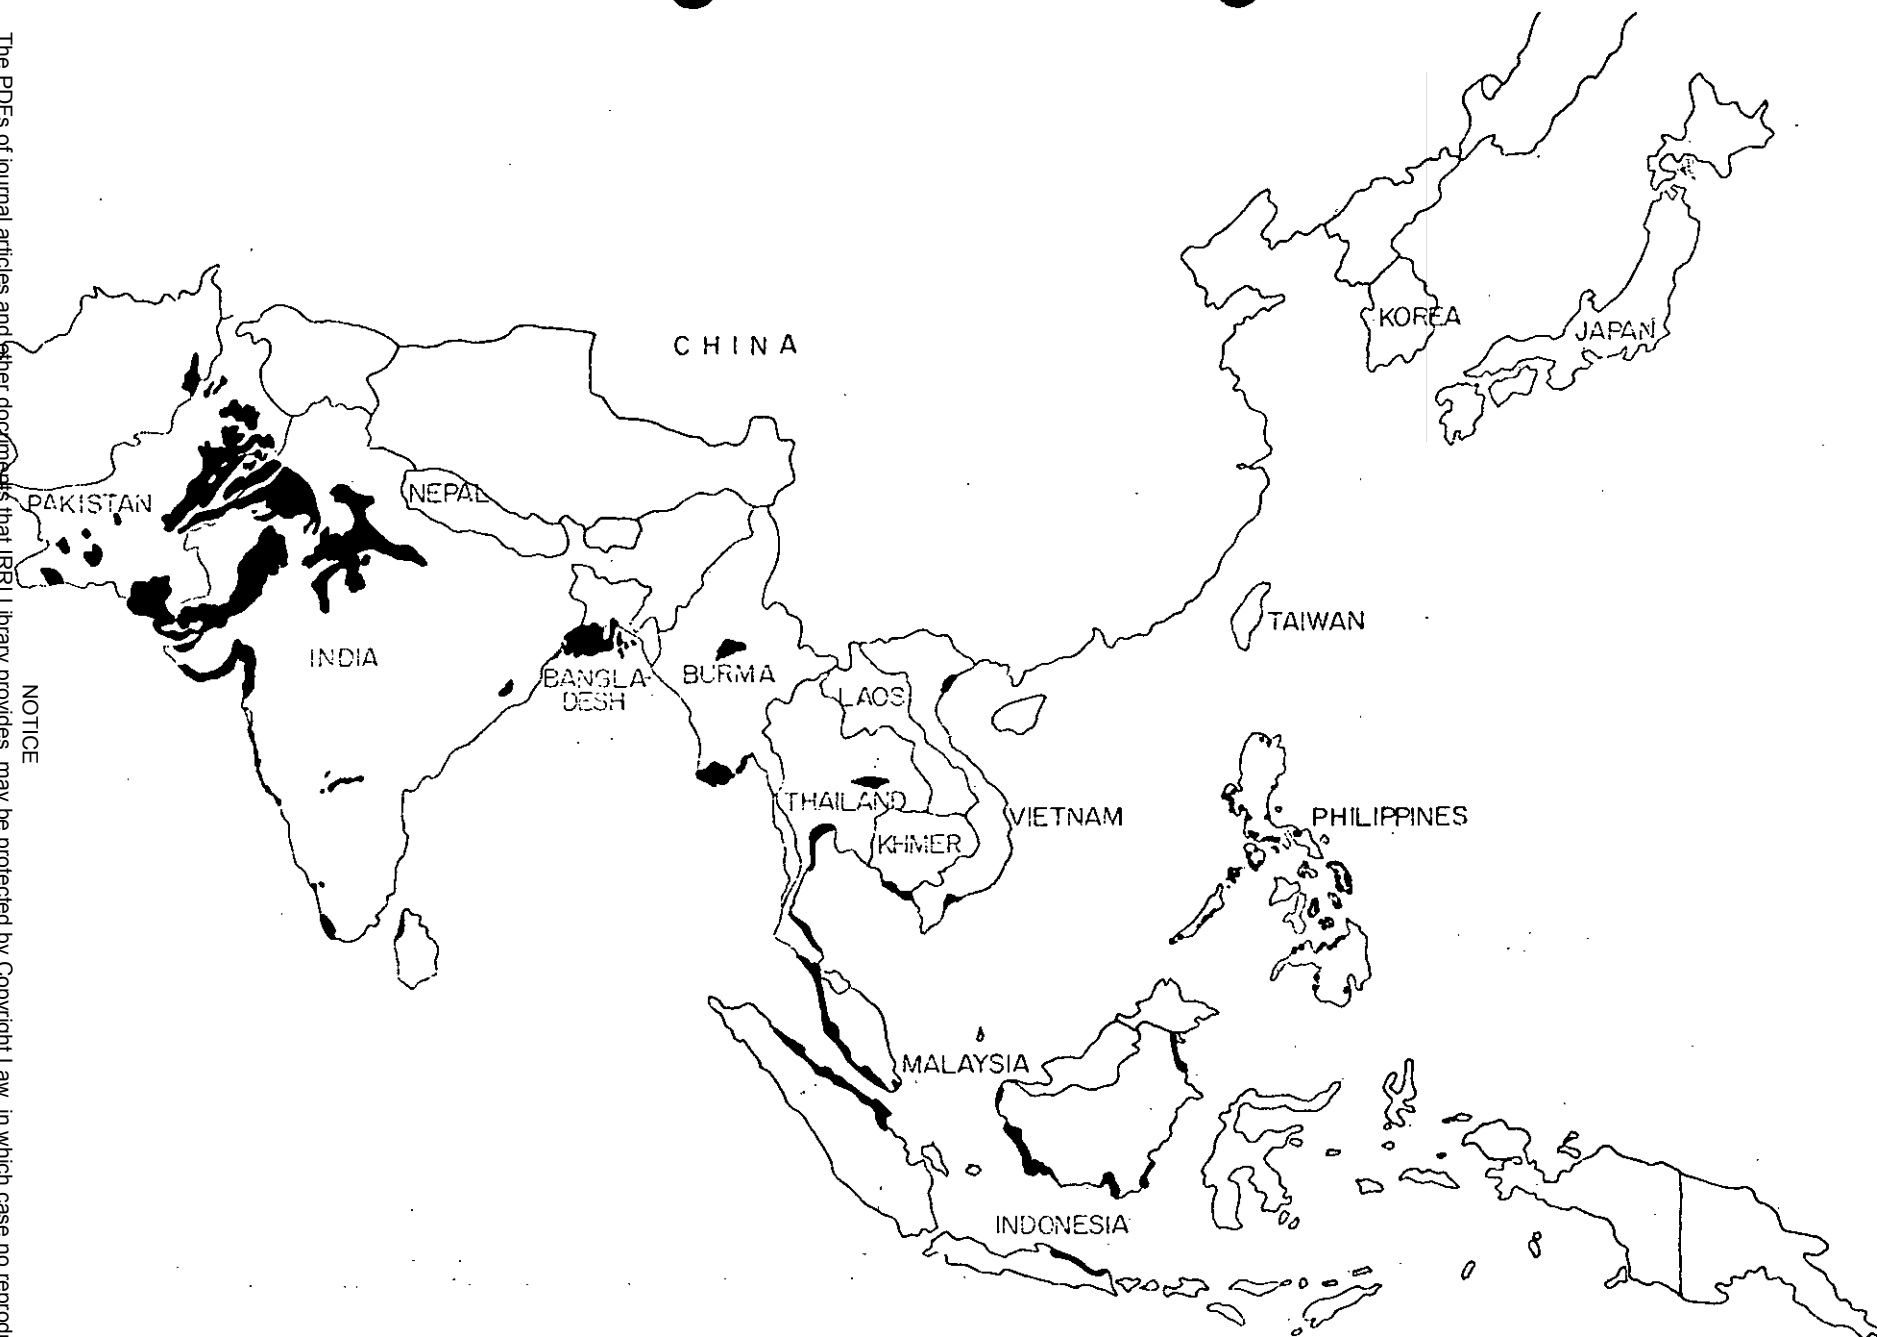 The PDFs of journal articles and other documents that IRRI Library provides may be protected by Copyright Law, in which case no
NOTICE
CHINA
KOREA
JAPAN
PAKISTAN
NEPAL
TAIWAN
INDIA
BANGLA-
DESH
BURMA
LAOS
THAILAND
KHMER
VIETNAM
PHILIPPINES
MALAYSIA
INDONESIA